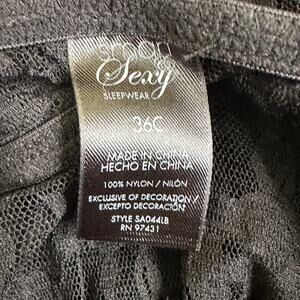 Smart
& Sexy
SLEEPWEAR
36C
MADE IN CHINA
HECHO EN CHINA
100% NYLON / NILÓN
EXCLUSIVE OF DECORATION /
EXCEPTO DECORACIÓN
STYLE SA044LB
RN 97431